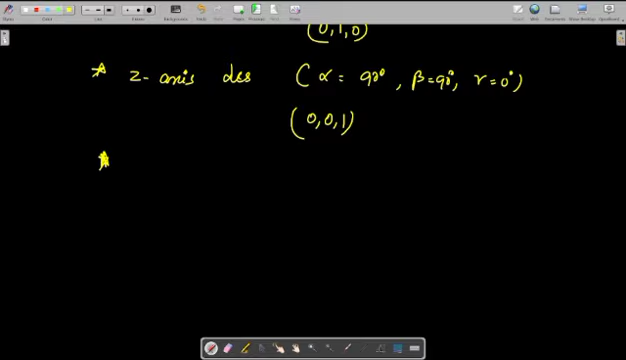 (0,1,0)
* z-axis dcs (α = 90°, β=90°, r=0°)
(0,0,1)
*